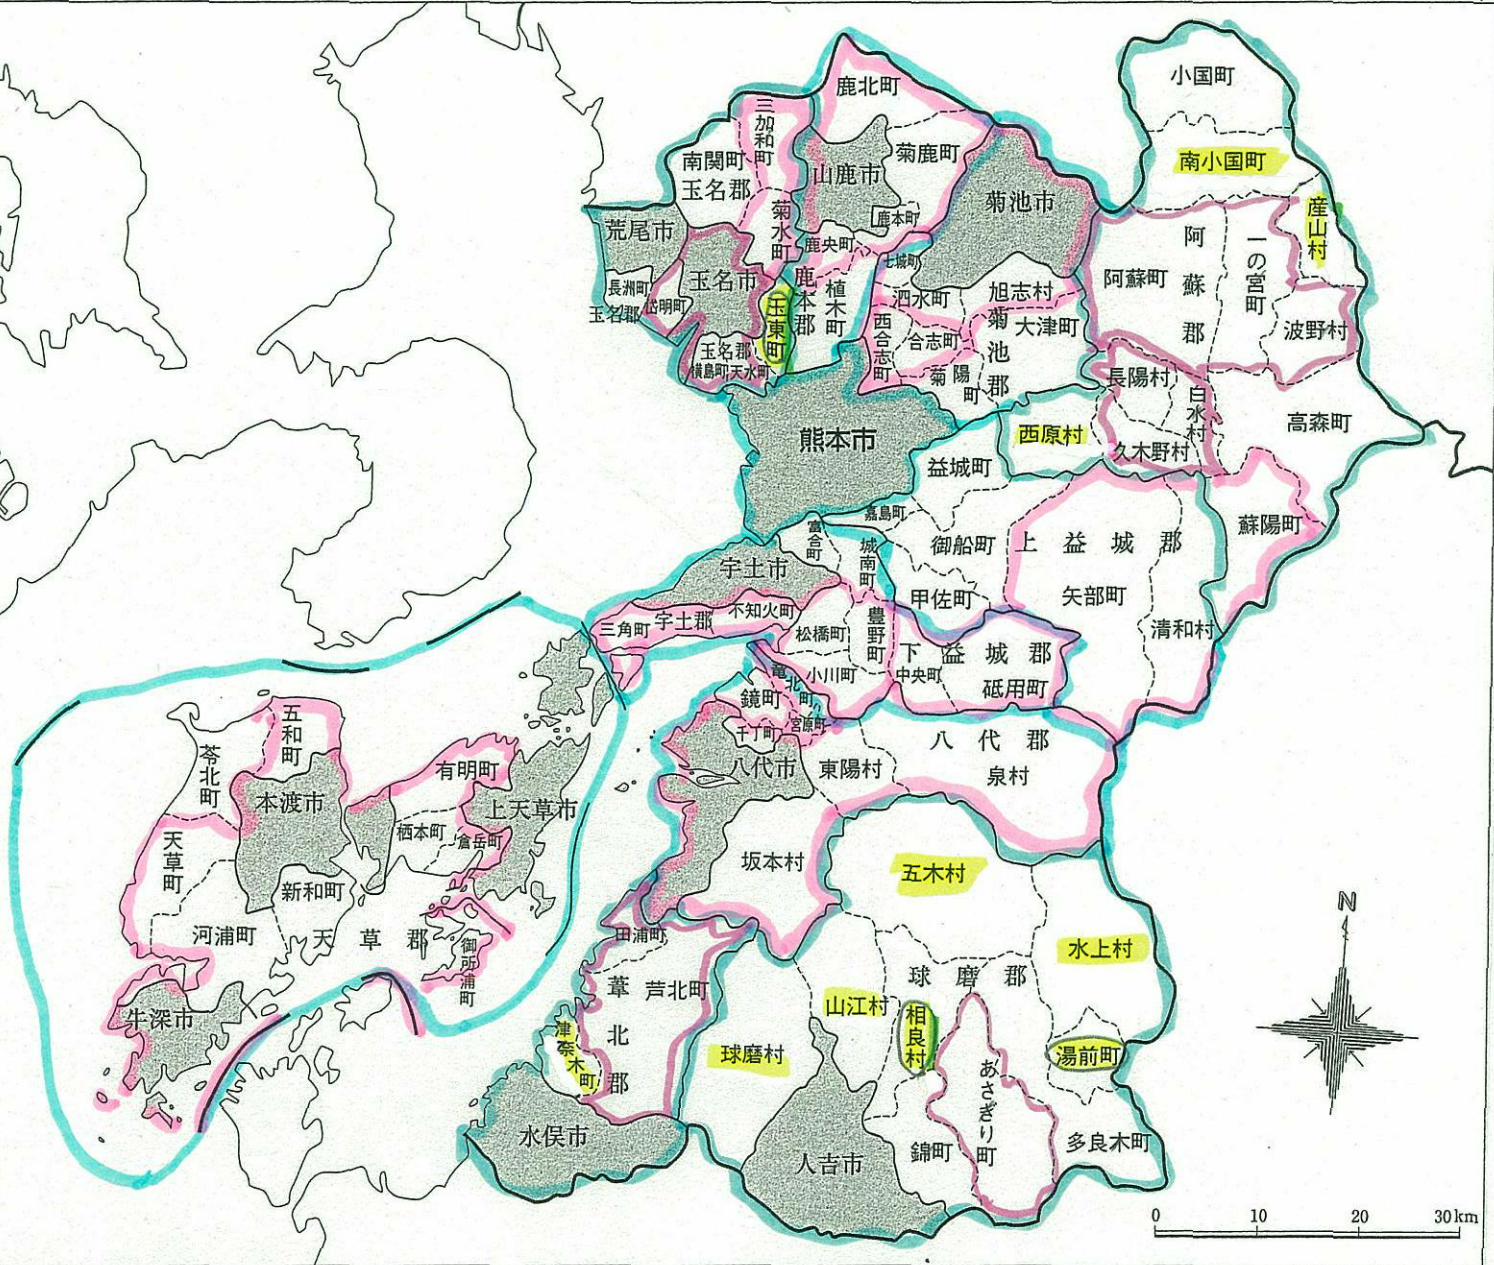 小国町
鹿北町
三加和町
南小国町
南関町
玉名郡
山鹿市
菊鹿町
菊池市
産山村
鹿本町
荒尾市
菊水町
鹿央町
阿蘇郡
一の宮町
七城町
玉名市
長洲町
岱明町
玉名郡
玉東町
鹿本郡
植木町
泗水町
旭志村
阿蘇町
菊池郡
大津町
西合志町
合志町
波野村
玉名郡
横島町
天水町
菊陽町
長陽村
白水村
高森町
熊本市
西原村
久木野村
益城町
嘉島町
富合町
城南町
御船町
上益城郡
蘇陽町
宇土市
甲佐町
矢部町
清和村
三角町
宇土郡
不知火町
松橋町
豊野町
下益城郡
中央町
砥用町
小川町
竜北町
鏡町
宮原町
千丁町
八代市
東陽村
八代郡
泉村
五和町
苓北町
本渡市
有明町
上天草市
栖本町
倉岳町
天草町
新和町
河浦町
天草郡
御所浦町
牛深市
坂本村
五木村
田浦町
水上村
葦北郡
芦北町
球磨郡
山江村
相良村
津奈木町
球磨村
湯前町
あさぎり町
水俣市
人吉市
錦町
多良木町
N
0 10 20 30km